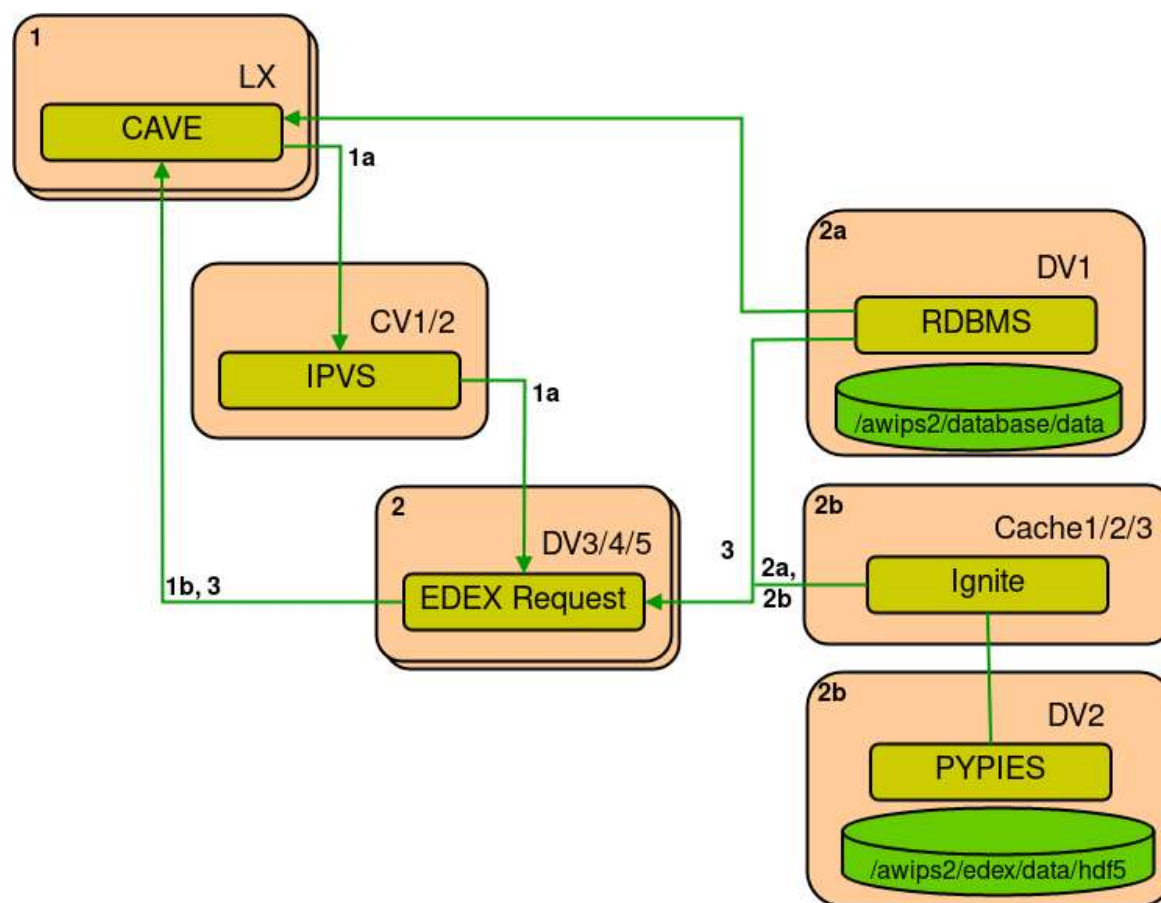 1
LX
CAVE
1a
CV1/2
IPVS
1a
2
DV3/4/5
EDEX Request
1b, 3
2a
DV1
RDBMS
/awips2/database/data
3
2a,
2b
2b
Cache1/2/3
Ignite
2b
DV2
PYPIES
/awips2/edex/data/hdf5